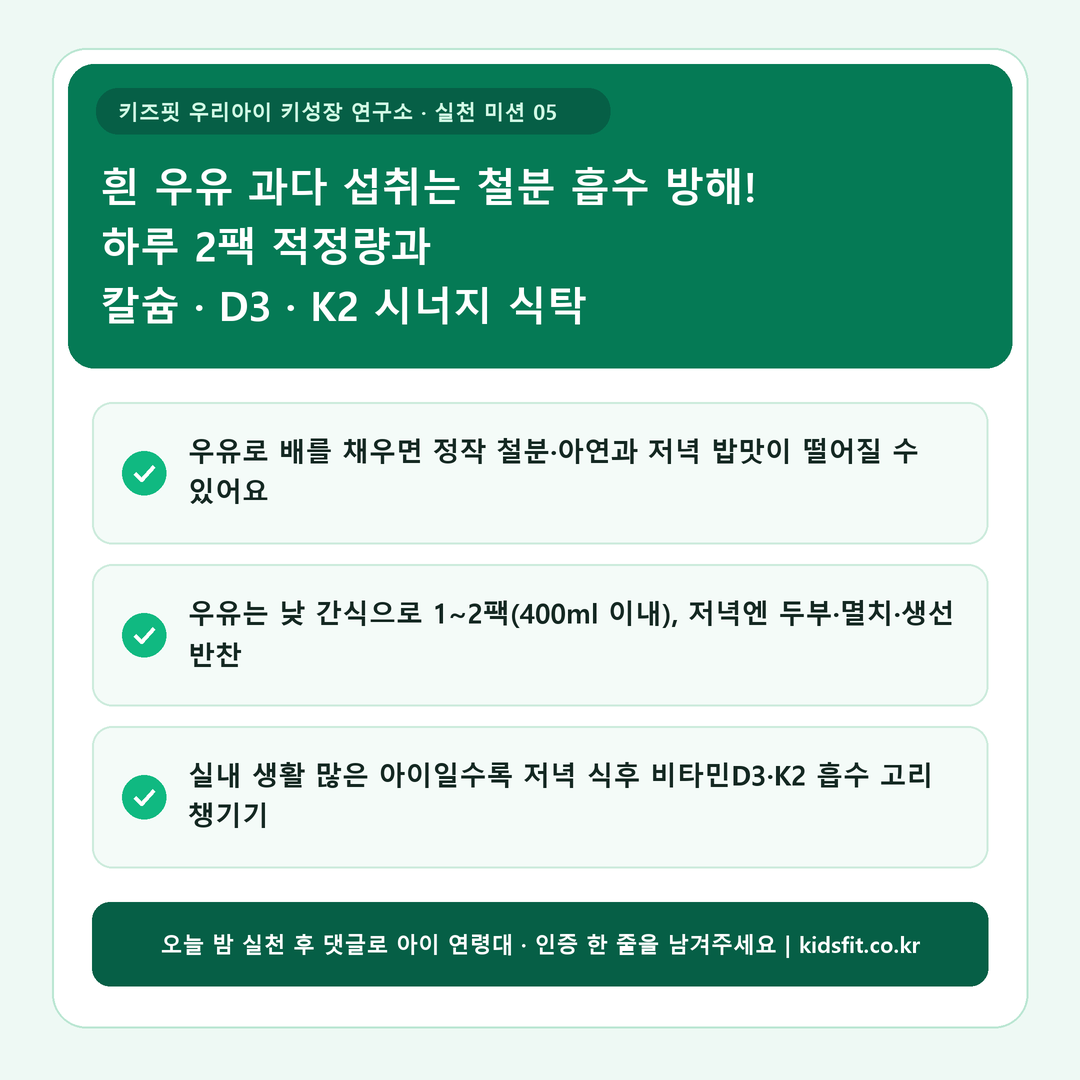 키즈핏 우리아이 키성장 연구소 · 실천 미션 05
흰 우유 과다 섭취는 철분 흡수 방해!
하루 2팩 적정량과
칼슘 · D3 · K2 시너지 식탁
우유로 배를 채우면 정작 철분·아연과 저녁 밥맛이 떨어질 수
있어요
우유는 낮 간식으로 1~2팩(400ml 이내), 저녁엔 두부·멸치·생선
반찬
실내 생활 많은 아이일수록 저녁 식후 비타민D3·K2 흡수 고리
챙기기
오늘 밤 실천 후 댓글로 아이 연령대 · 인증 한 줄을 남겨주세요 | kidsfit.co.kr